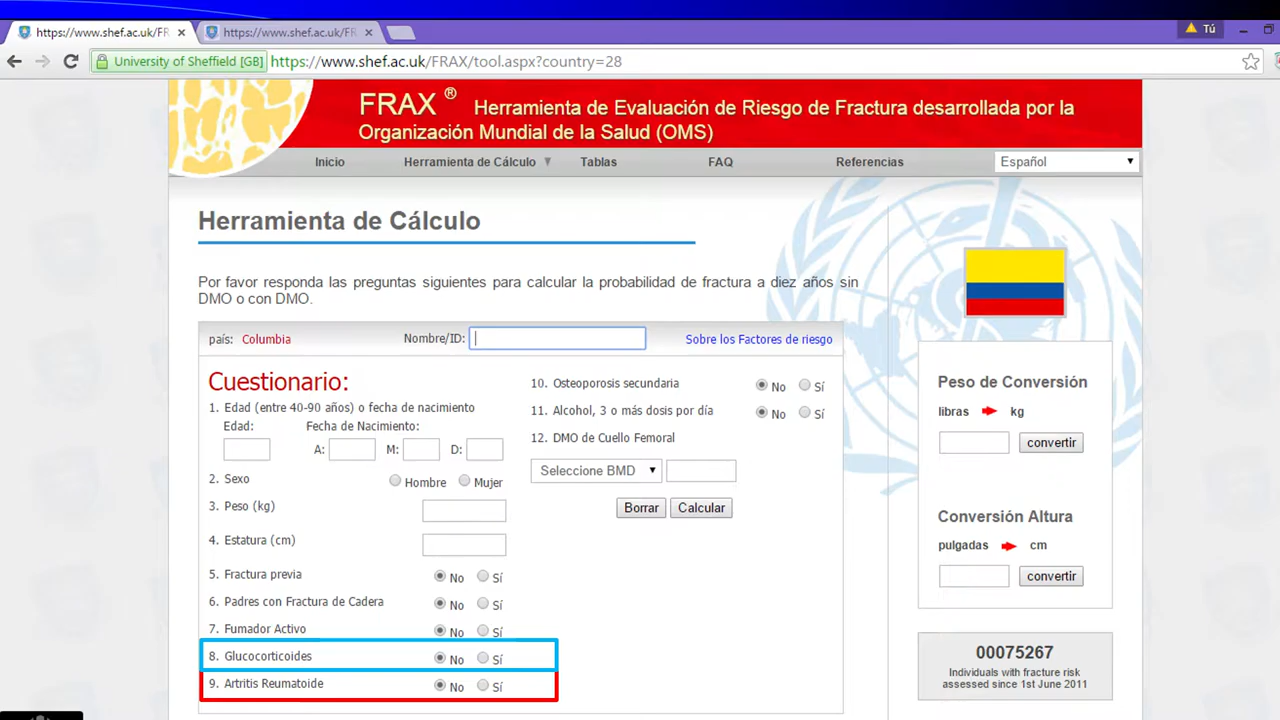 https://www.shef.ac.uk/FR
https://www.shef.ac.uk/FR
Tú
University of Sheffield [GB]
https://www.shef.ac.uk/FRAX/tool.aspx?country=28
FRAX ® Herramienta de Evaluación de Riesgo de Fractura desarrollada por la
Organización Mundial de la Salud (OMS)
Inicio
Herramienta de Cálculo
Tablas
FAQ
Referencias
Español
Herramienta de Cálculo
Por favor responda las preguntas siguientes para calcular la probabilidad de fractura a diez años sin
DMO o con DMO.
país: Columbia
Nombre/ID:
Sobre los Factores de riesgo
Cuestionario:
1. Edad (entre 40-90 años) o fecha de nacimiento
Edad: Fecha de Nacimiento:
A: M: D:
2. Sexo Hombre Mujer
3. Peso (kg)
4. Estatura (cm)
5. Fractura previa No Sí
6. Padres con Fractura de Cadera No Sí
7. Fumador Activo No Sí
8. Glucocorticoides No Sí
9. Artritis Reumatoide No Sí
10. Osteoporosis secundaria No Sí
11. Alcohol, 3 o más dosis por día No Sí
12. DMO de Cuello Femoral
Seleccione BMD
Borrar Calcular
Peso de Conversión
libras kg
convertir
Conversión Altura
pulgadas cm
convertir
00075267
Individuals with fracture risk
assessed since 1st June 2011